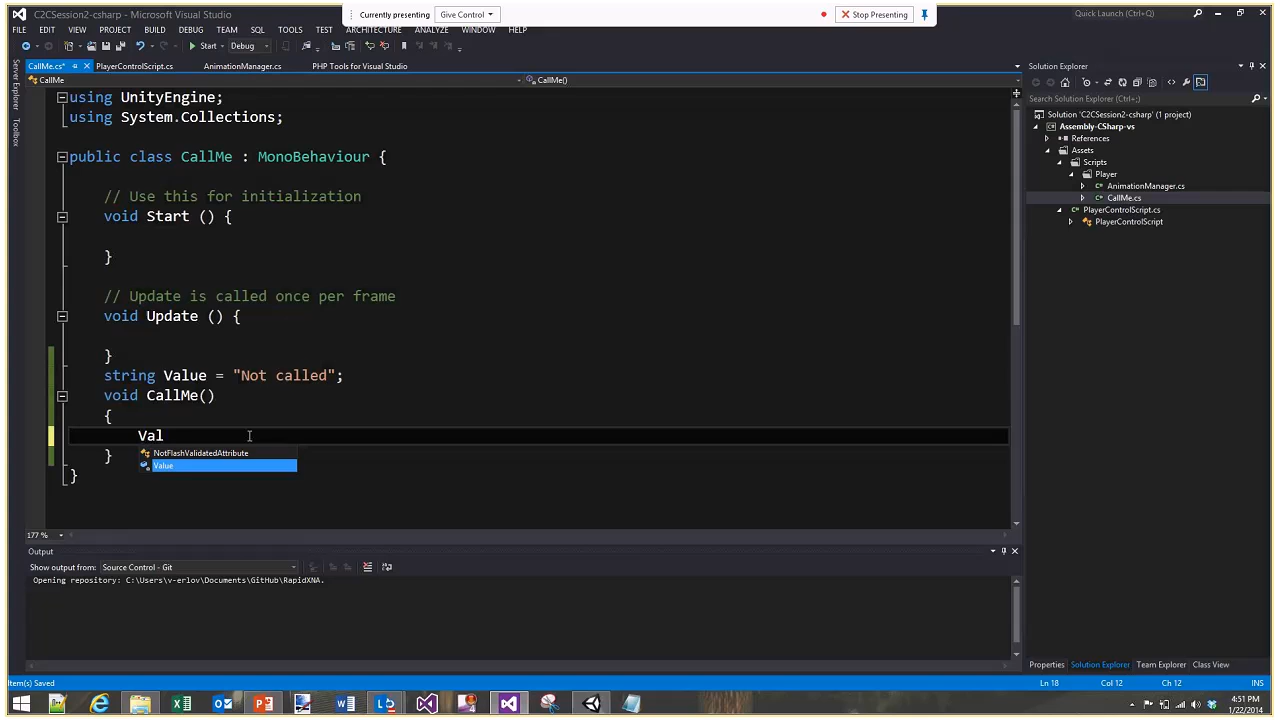 C2CSession2-csharp - Microsoft Visual Studio
Currently presenting
Give Control
Stop Presenting
Quick Launch (Ctrl+Q)
FILE EDIT VIEW PROJECT BUILD DEBUG TEAM SQL TOOLS TEST ARCHITECTURE ANALYZE WINDOW HELP
Start Debug
CallMe.cs* PlayerControlScript.cs AnimationManager.cs PHP Tools for Visual Studio
CallMe CallMe()
Server Explorer
Toolbox
using UnityEngine;
using System.Collections;
public class CallMe : MonoBehaviour {
// Use this for initialization
void Start () {
}
// Update is called once per frame
void Update () {
}
string Value = "Not called";
void CallMe()
{
Val
NotFlashValidatedAttribute
Value
}
}
177 %
Output
Show output from: Source Control - Git
Opening repository: C:\Users\v-erlov\Documents\GitHub\RapidXNA.
Solution Explorer
Search Solution Explorer (Ctrl+;)
Solution 'C2CSession2-csharp' (1 project)
Assembly-CSharp-vs
References
Assets
Scripts
Player
AnimationManager.cs
CallMe.cs
PlayerControlScript.cs
PlayerControlScript
Properties Solution Explorer Team Explorer Class View
Item(s) Saved
Ln 18 Col 12 Ch 12 INS
4:51 PM
1/22/2014